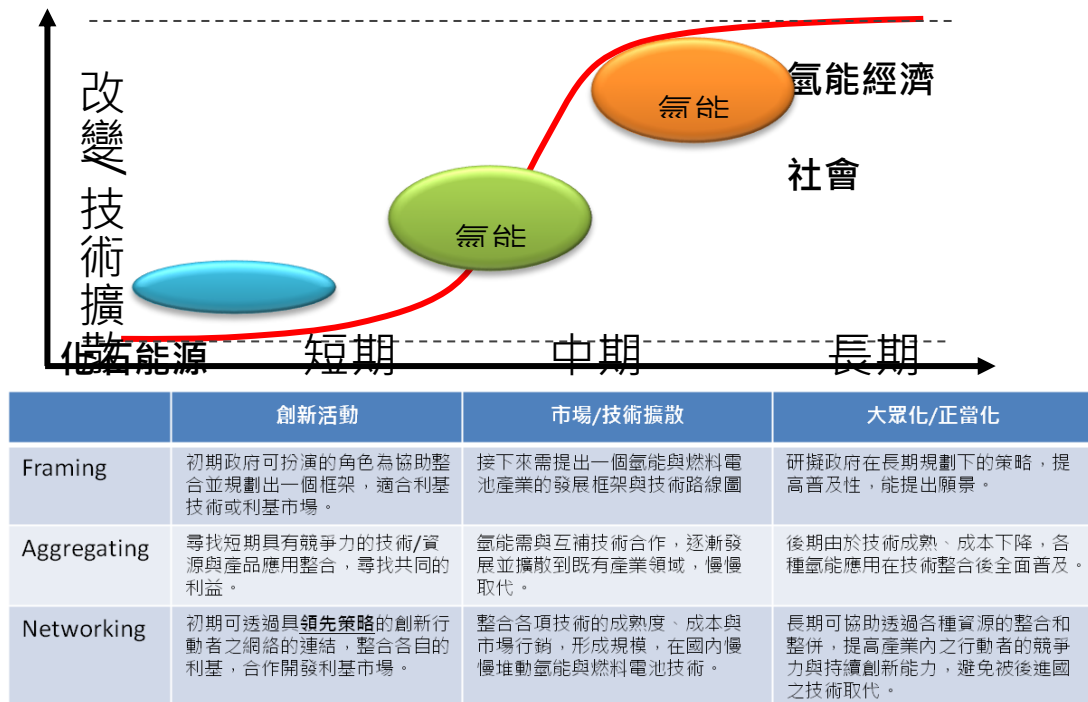 改變/技術擴散
氫能經濟
社會
氫能
氫能
化石能源
短期
中期
長期
創新活動
市場/技術擴散
大眾化/正當化
Framing
初期政府可扮演的角色為協助整
合並規劃出一個框架，適合利基
技術或利基市場。
接下來需提出一個氫能與燃料電
池產業的發展框架與技術路線圖
研擬政府在長期規劃下的策略，提
高普及性，能提出願景。
Aggregating
尋找短期具有競爭力的技術/資
源與產品應用整合，尋找共同的
利益。
氫能需與互補技術合作，逐漸發
展並擴散到既有產業領域，慢慢
取代。
後期由於技術成熟、成本下降，各
種氫能應用在技術整合後全面普及。
Networking
初期可透過具領先策略的創新行
動者之網絡的連結，整合各自的
利基，合作開發利基市場。
整合各項技術的成熟度、成本與
市場行銷，形成規模，在國內慢
慢堆動氫能與燃料電池技術。
長期可協助透過各種資源的整合和
整併，提高產業內之行動者的競爭
力與持續創新能力，避免被後進國
之技術取代。